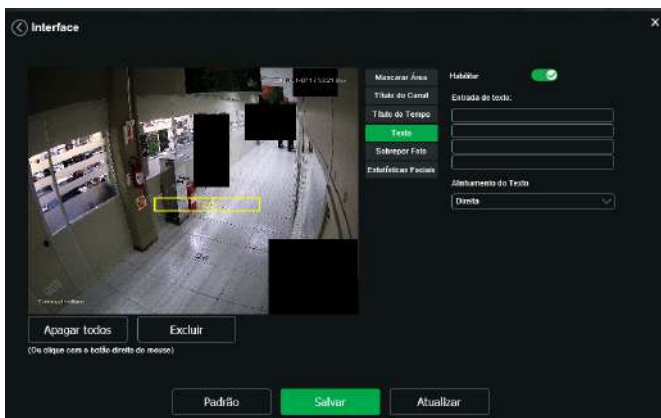 Interface
Mascarar Área
Título do Canal
Título do Tempo
Texto
Sobrepor Foto
Estatísticas Faciais
Habilitar
Entrada de texto:
Alinhamento do Texto
Direita
Apagar todos
Excluir
(Ou clique com o botão direito do mouse)
Padrão
Salvar
Atualizar